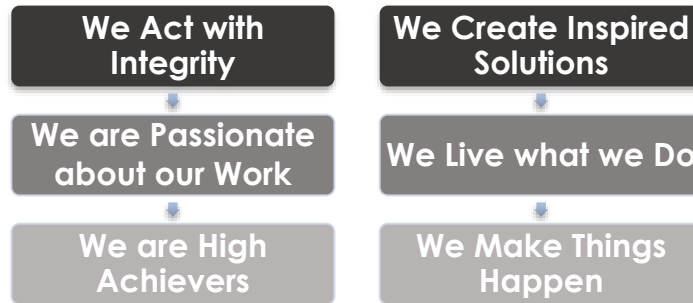 We Act with
Integrity
We are Passionate
about our Work
We are High
Achievers
We Create Inspired
Solutions
We Live what we Do
We Make Things
Happen